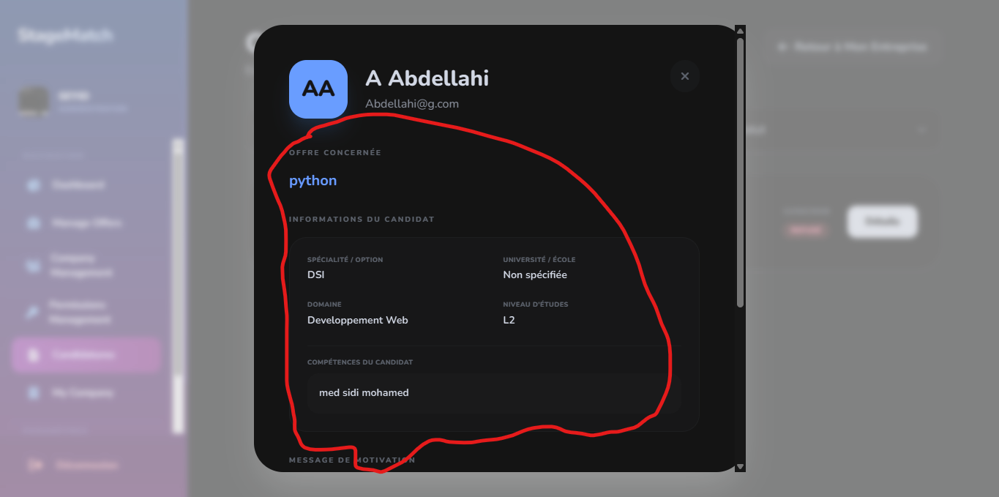 StageMatch
Retour à Mon Entreprise
AA
A Abdellahi
Abdellahi@g.com
OFFRE CONCERNÉE
python
INFORMATIONS DU CANDIDAT
SPÉCIALITÉ / OPTION
UNIVERSITÉ / ÉCOLE
DSI
Non spécifiée
DOMAINE
NIVEAU D'ÉTUDES
Developpement Web
L2
COMPÉTENCES DU CANDIDAT
med sidi mohamed
MESSAGE DE MOTIVATION
Dashboard
Manage Offers
Company
Management
Permissions
Management
Candidatures
My Company
Déconnexion
Détails